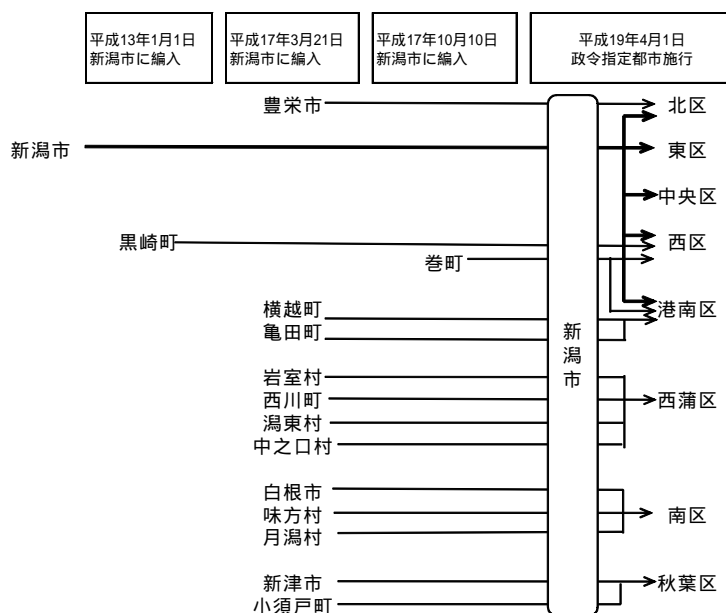 平成13年1月1日
新潟市に編入
平成17年3月21日
新潟市に編入
平成17年10月10日
新潟市に編入
平成19年4月1日
政令指定都市施行
豊栄市
北区
新潟市
東区
中央区
黒崎町
西区
巻町
横越町
港南区
亀田町
新潟市
岩室村
西川町
西蒲区
潟東村
中之口村
白根市
味方村
南区
月潟村
新津市
秋葉区
小須戸町